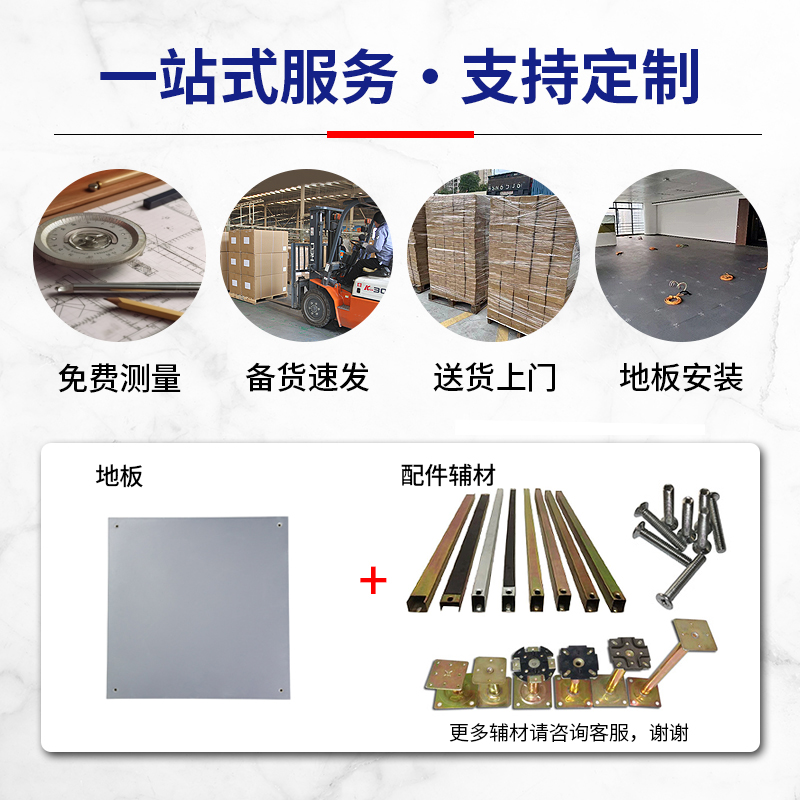 一站式服务·支持定制
免费测量
备货速发
送货上门
地板安装
地板
配件辅材
+
更多辅材请咨询客服，谢谢